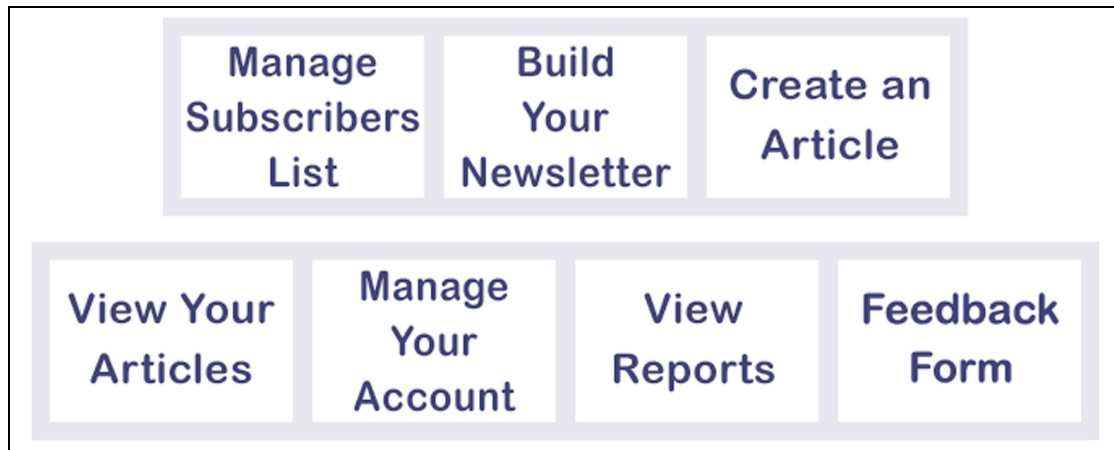 Manage
Subscribers
List
Build
Your
Newsletter
Create an
Article
View Your
Articles
Manage
Your
Account
View
Reports
Feedback
Form